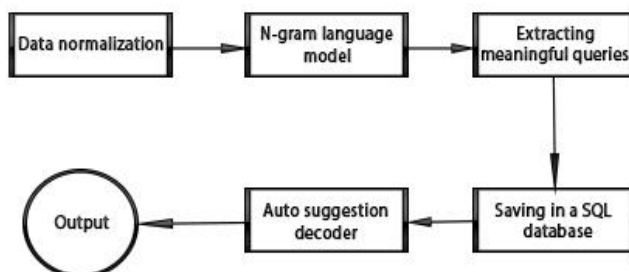 Data normalization
N-gram language
model
Extracting
meaningful queries
Output
Auto suggestion
decoder
Saving in a SQL
database